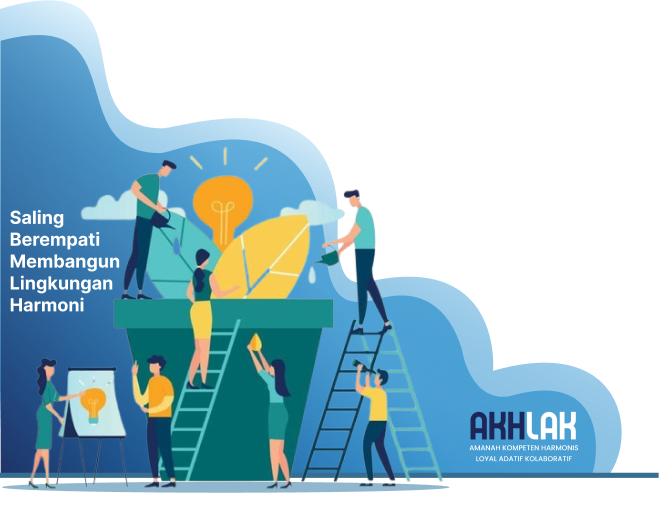 Saling
Berempati
Membangun
Lingkungan
Harmoni
AKHLAK
AMANAH KOMPETEN HARMONIS
LOYAL ADATIF KOLABORATIF